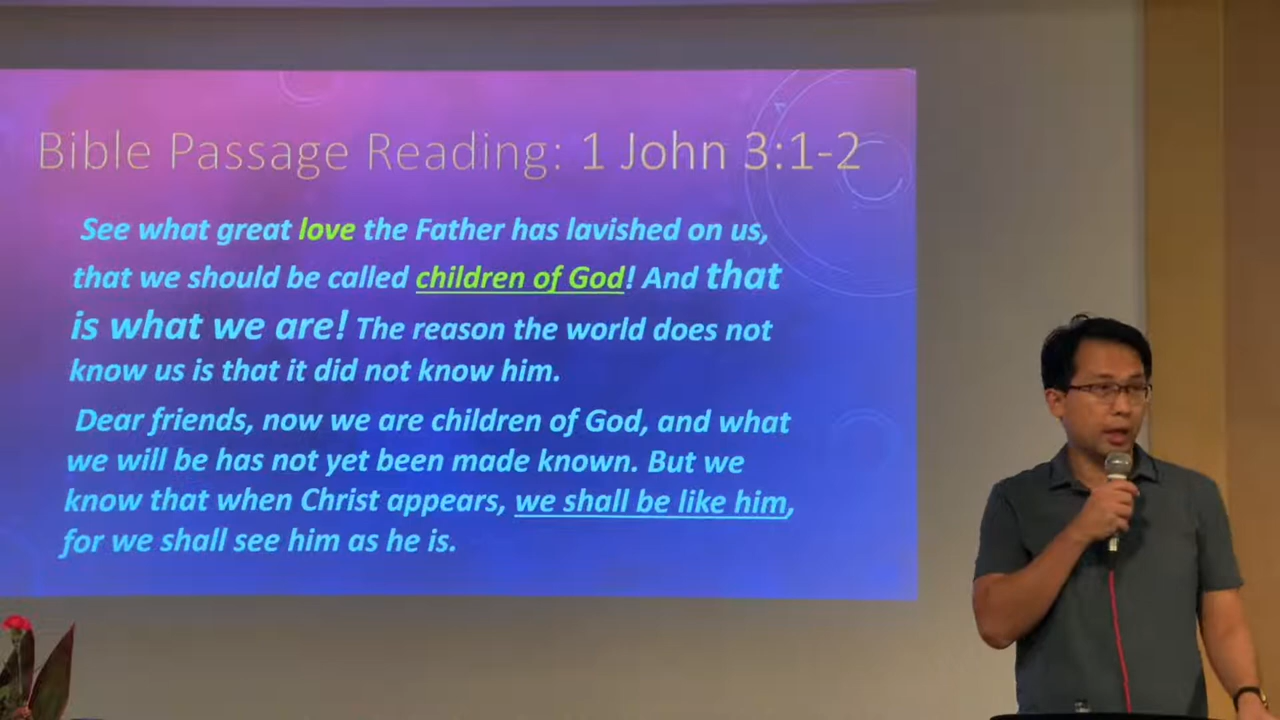 Bible Passage Reading: 1 John 3:1-2
See what great love the Father has lavished on us,
that we should be called children of God! And that
is what we are! The reason the world does not
know us is that it did not know him.
Dear friends, now we are children of God, and what
we will be has not yet been made known. But we
know that when Christ appears, we shall be like him,
for we shall see him as he is.